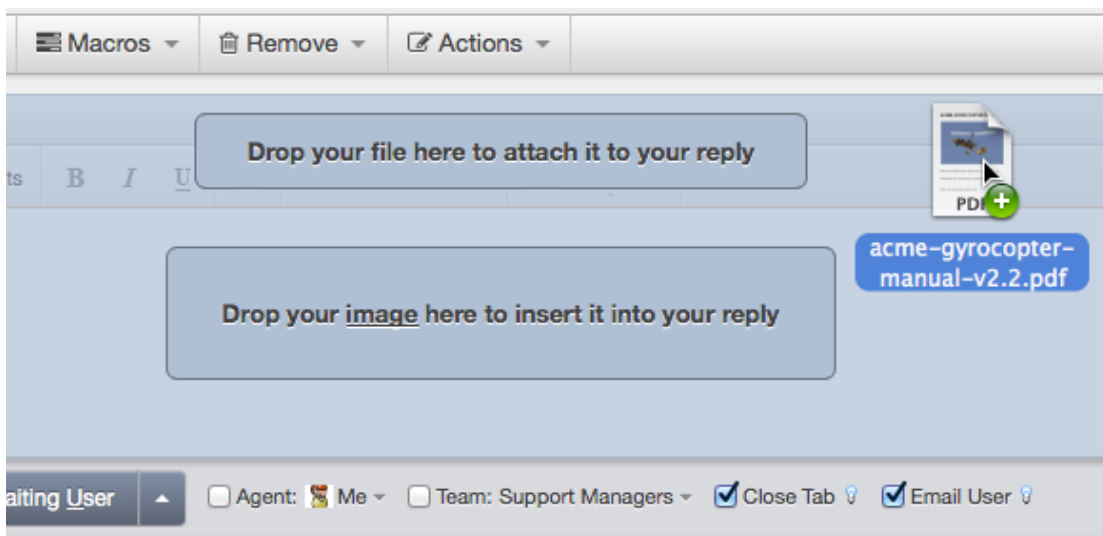 Macros Remove Actions
Drop your file here to attach it to your reply
ts B I U
PDF
acme-gyrocopter-
manual-v2.2.pdf
Drop your image here to insert it into your reply
aiting User Agent: Me Team: Support Managers Close Tab Email User